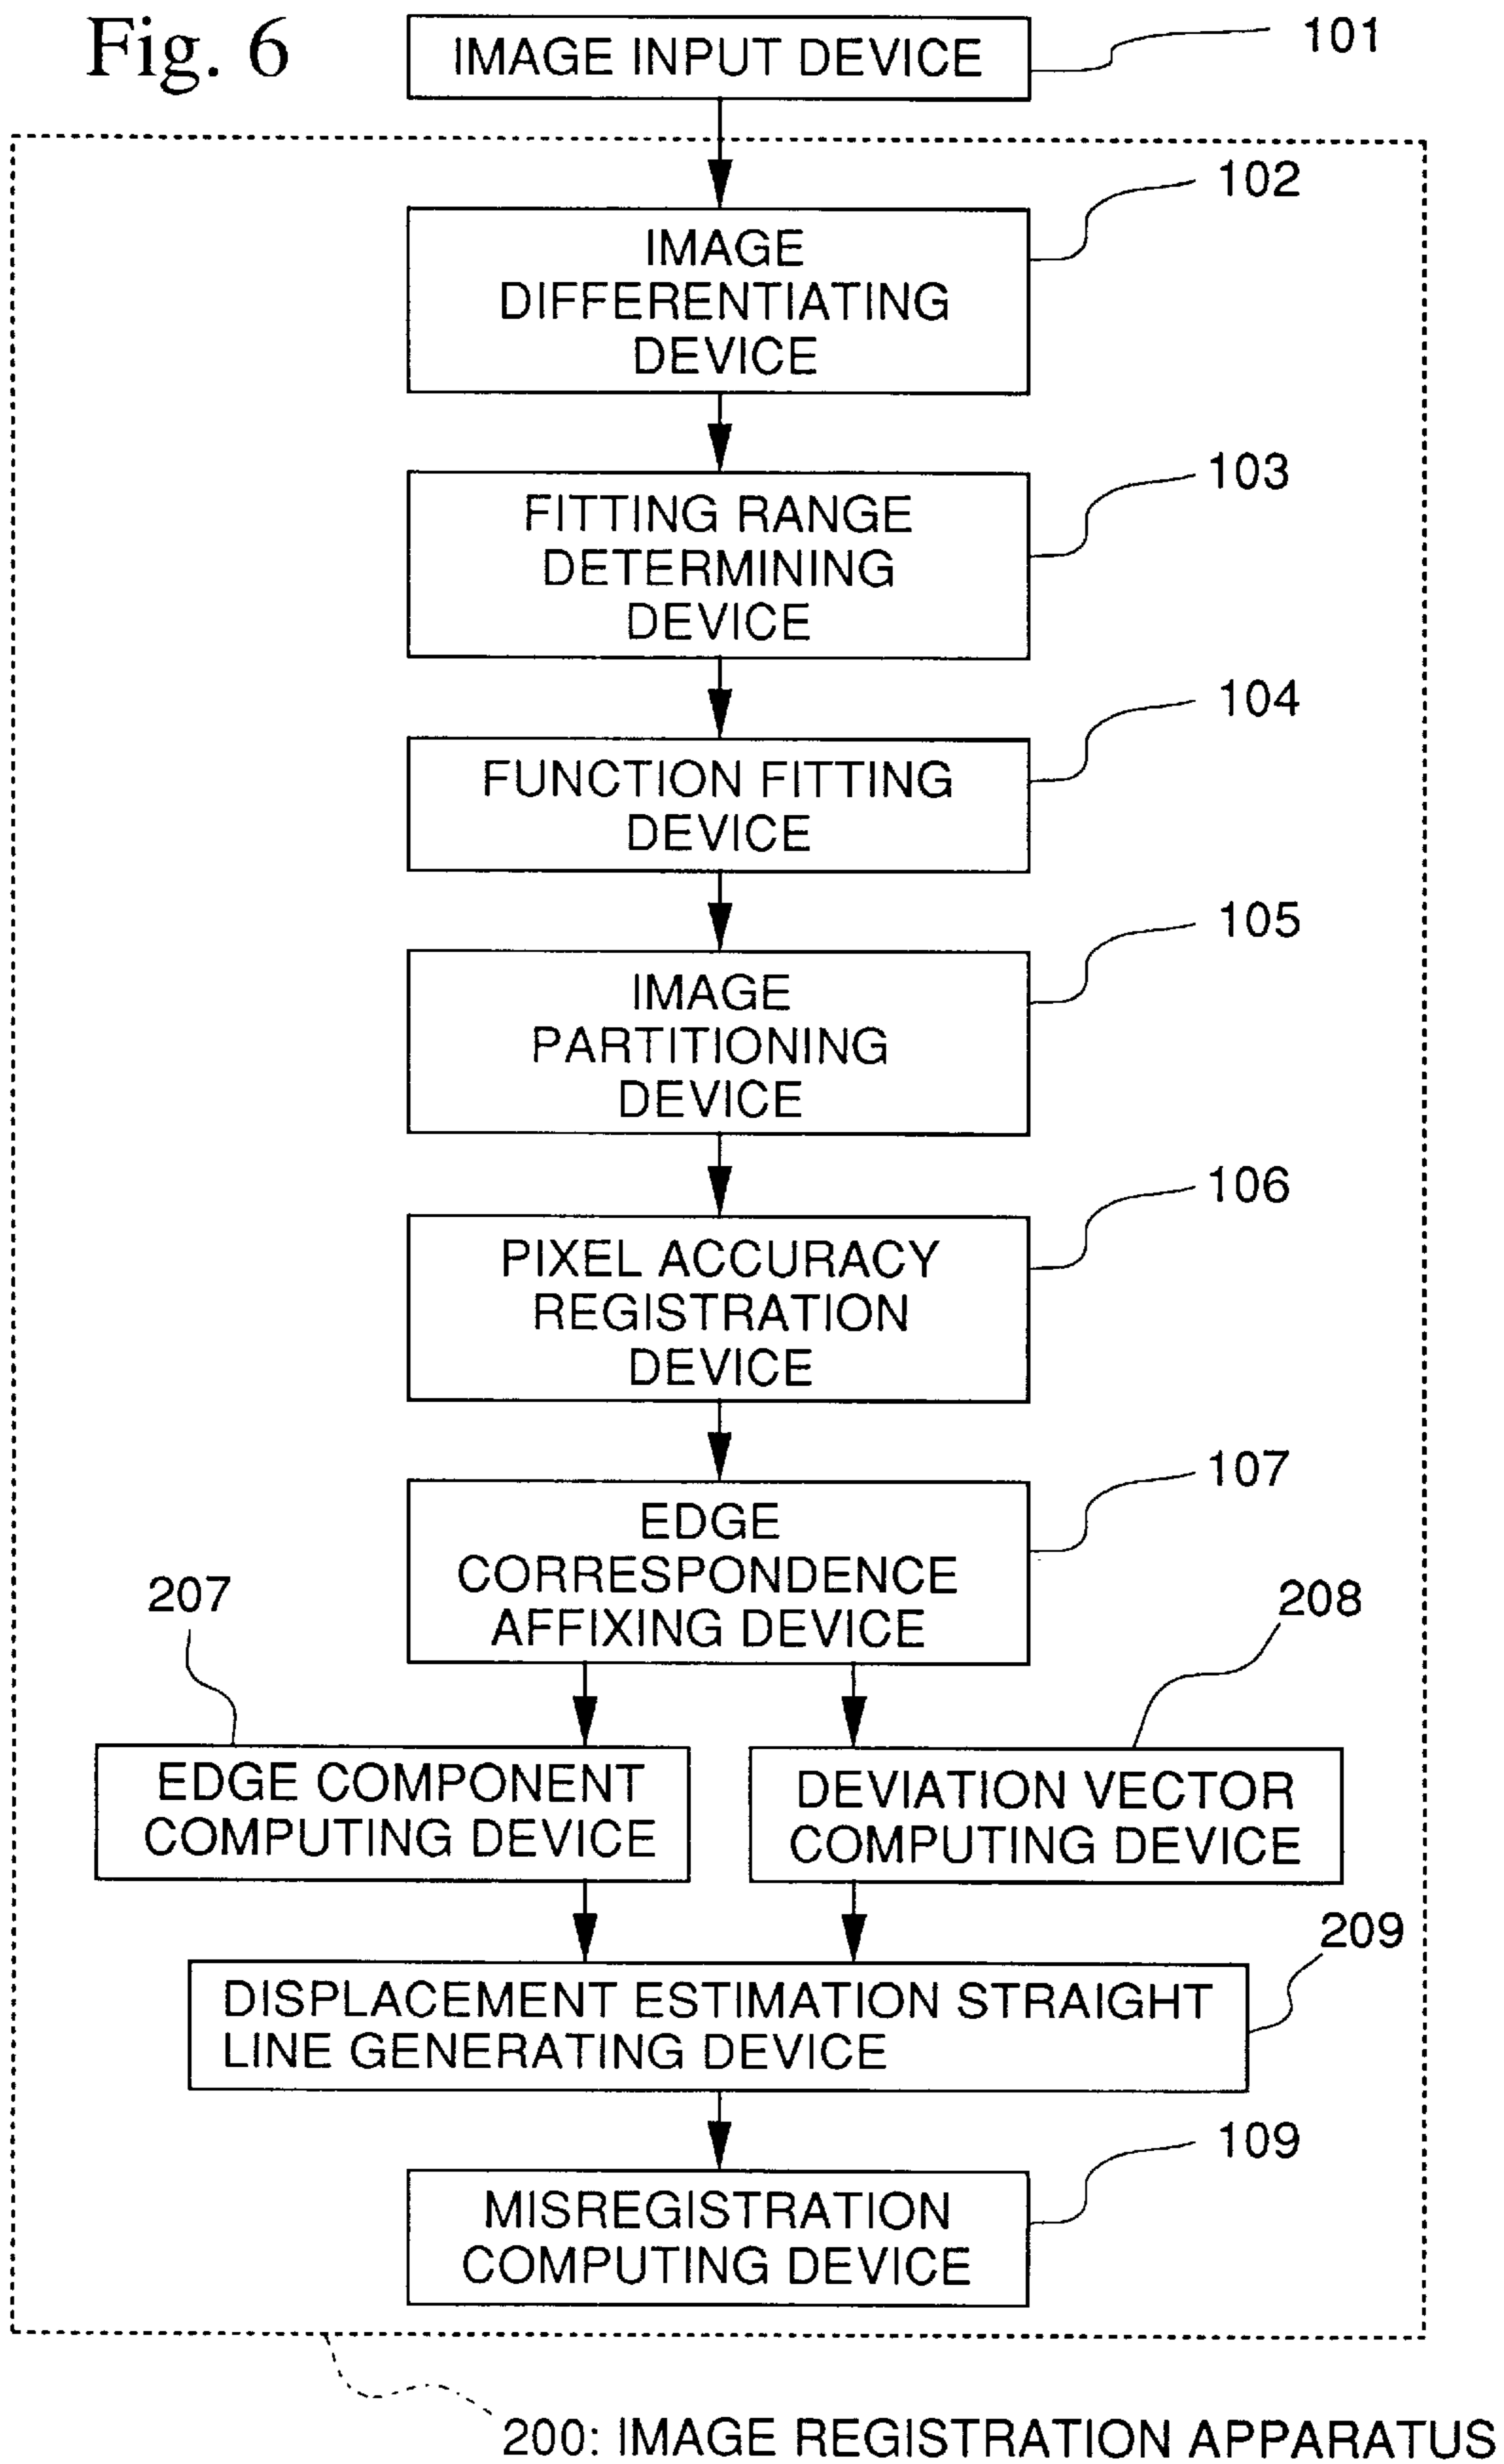 Fig. 6
IMAGE INPUT DEVICE
101
102
IMAGE
DIFFERENTIATING
DEVICE
103
FITTING RANGE
DETERMINING
DEVICE
104
FUNCTION FITTING
DEVICE
105
IMAGE
PARTITIONING
DEVICE
106
PIXEL ACCURACY
REGISTRATION
DEVICE
107
EDGE
CORRESPONDENCE
AFFIXING DEVICE
207
208
EDGE COMPONENT
COMPUTING DEVICE
DEVIATION VECTOR
COMPUTING DEVICE
209
DISPLACEMENT ESTIMATION STRAIGHT
LINE GENERATING DEVICE
109
MISREGISTRATION
COMPUTING DEVICE
200: IMAGE REGISTRATION APPARATUS